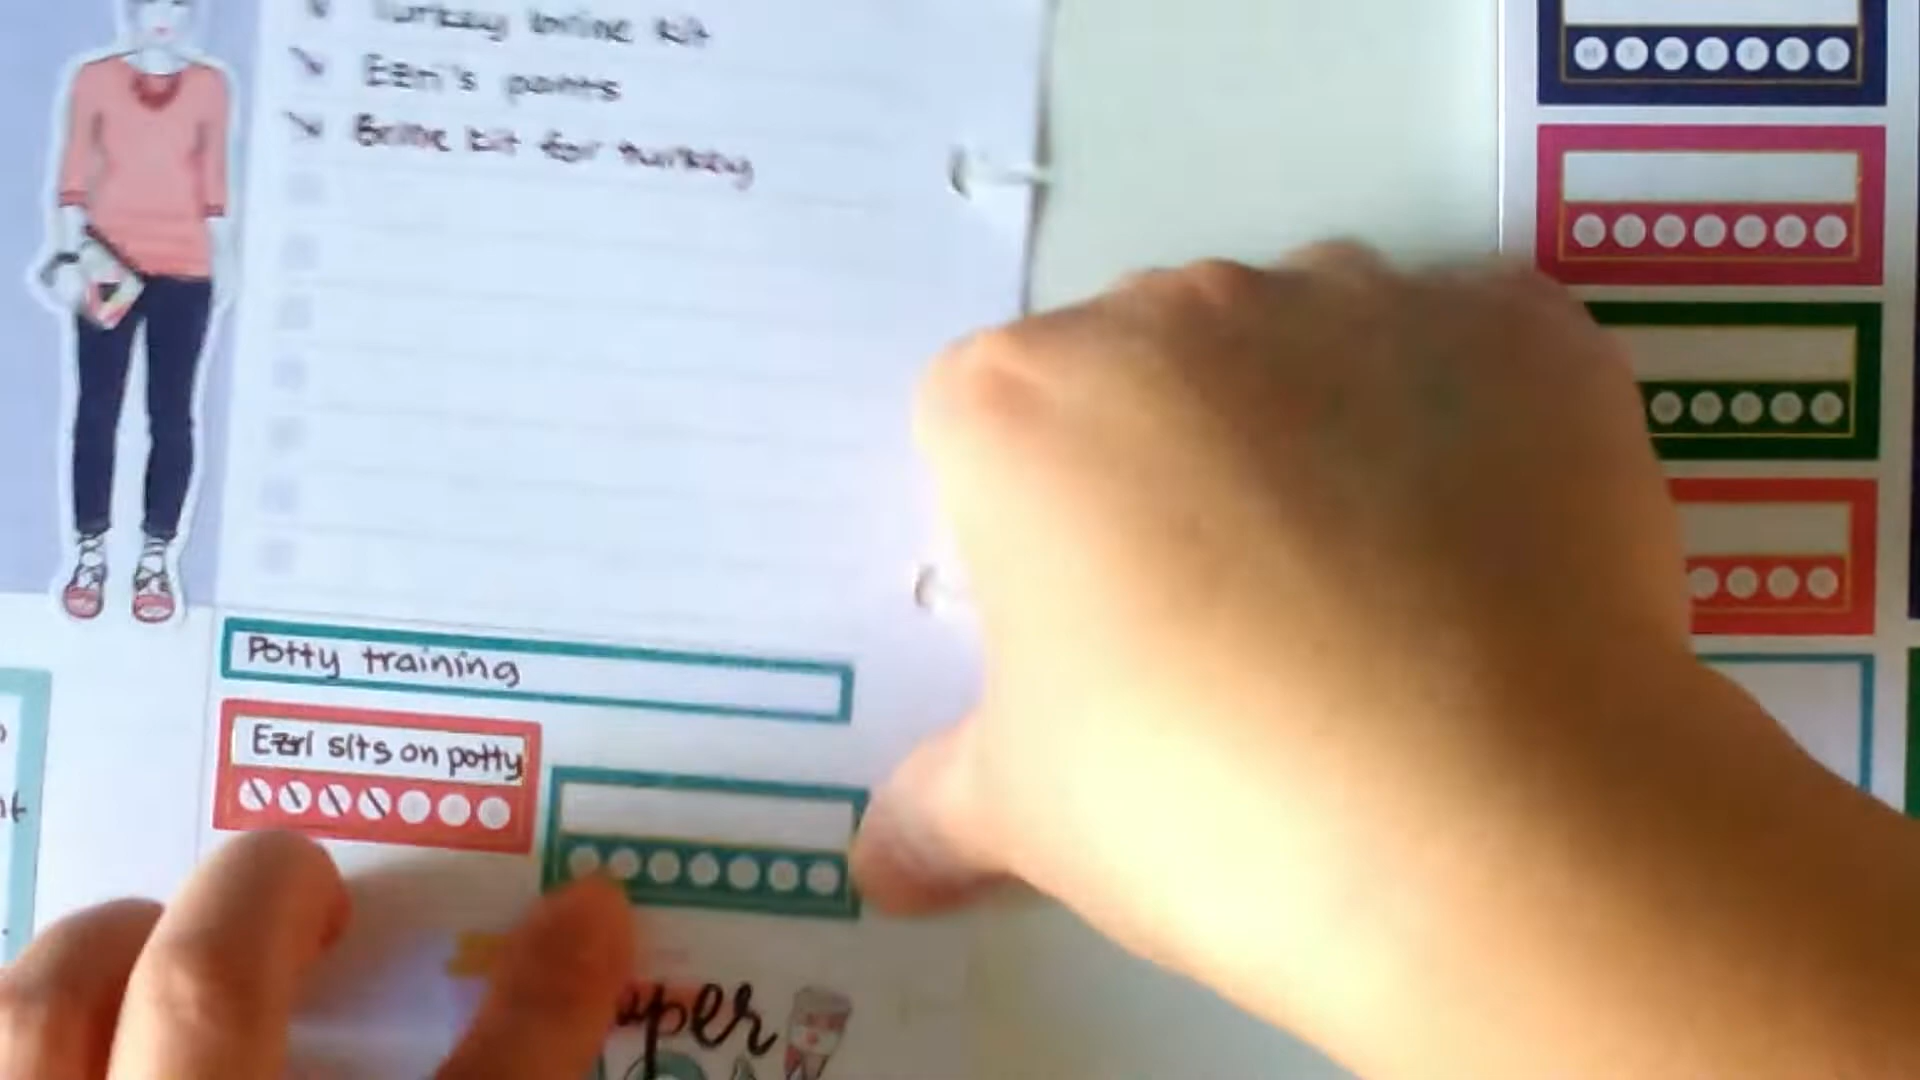 Turkey brine kit
Ezri's pants
Brine kit for turkey
Potty training
Ezri sits on potty